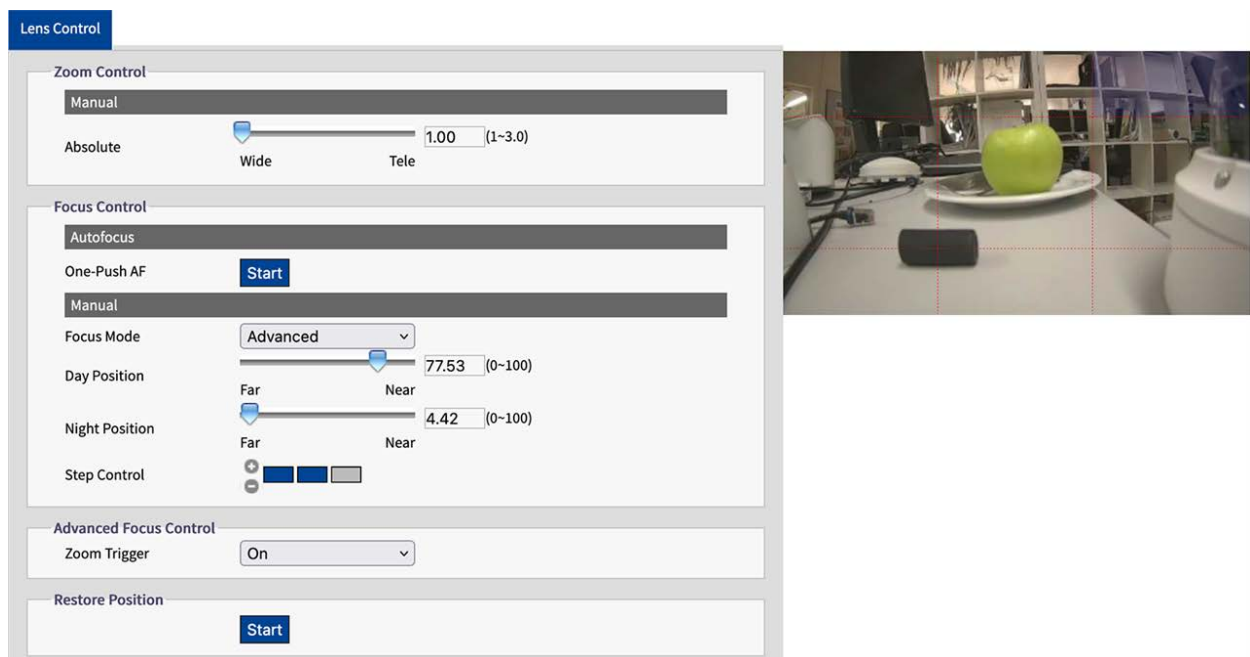 Lens Control
Zoom Control
Manual
Absolute
1.00 (1~3.0)
Wide Tele
Focus Control
Autofocus
One-Push AF Start
Manual
Focus Mode Advanced
Day Position 77.53 (0~100)
Far Near
Night Position 4.42 (0~100)
Far Near
Step Control
Advanced Focus Control
Zoom Trigger On
Restore Position
Start